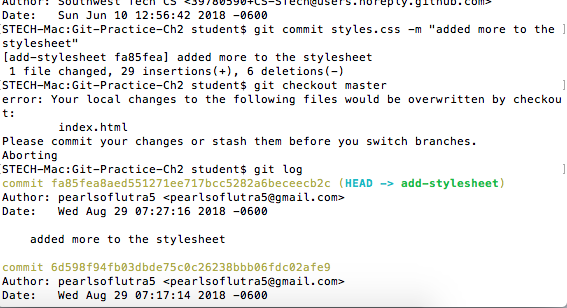 Author: Southwest Tech CS <39780590+CS-STech@users.noreply.github.com>
Date:   Sun Jun 10 12:56:42 2018 -0600
[STECH-Mac:Git-Practice-Ch2 student$ git commit styles.css -m "added more to the
stylesheet"
[add-stylesheet fa85fea] added more to the stylesheet
 1 file changed, 29 insertions(+), 6 deletions(-)
[STECH-Mac:Git-Practice-Ch2 student$ git checkout master
error: Your local changes to the following files would be overwritten by checkou
t:
        index.html
Please commit your changes or stash them before you switch branches.
Aborting
[STECH-Mac:Git-Practice-Ch2 student$ git log
commit fa85fea8aed551271ee717bcc5282a6bececb2c (HEAD -> add-stylesheet)
Author: pearlsoflutra5 <pearlsoflutra5@gmail.com>
Date:   Wed Aug 29 07:27:16 2018 -0600
    added more to the stylesheet
commit 6d598f94fb03dbde75c0c26238bbb06fdc02afe9
Author: pearlsoflutra5 <pearlsoflutra5@gmail.com>
Date:   Wed Aug 29 07:17:14 2018 -0600